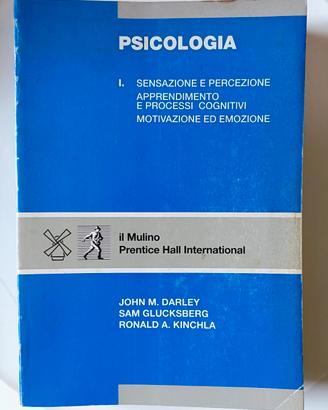 PSICOLOGIA
I. SENSAZIONE E PERCEZIONE
APPRENDIMENTO
E PROCESSI COGNITIVI
MOTIVAZIONE ED EMOZIONE
il Mulino
Prentice Hall International
JOHN M. DARLEY
SAM GLUCKSBERG
RONALD A. KINCHLA